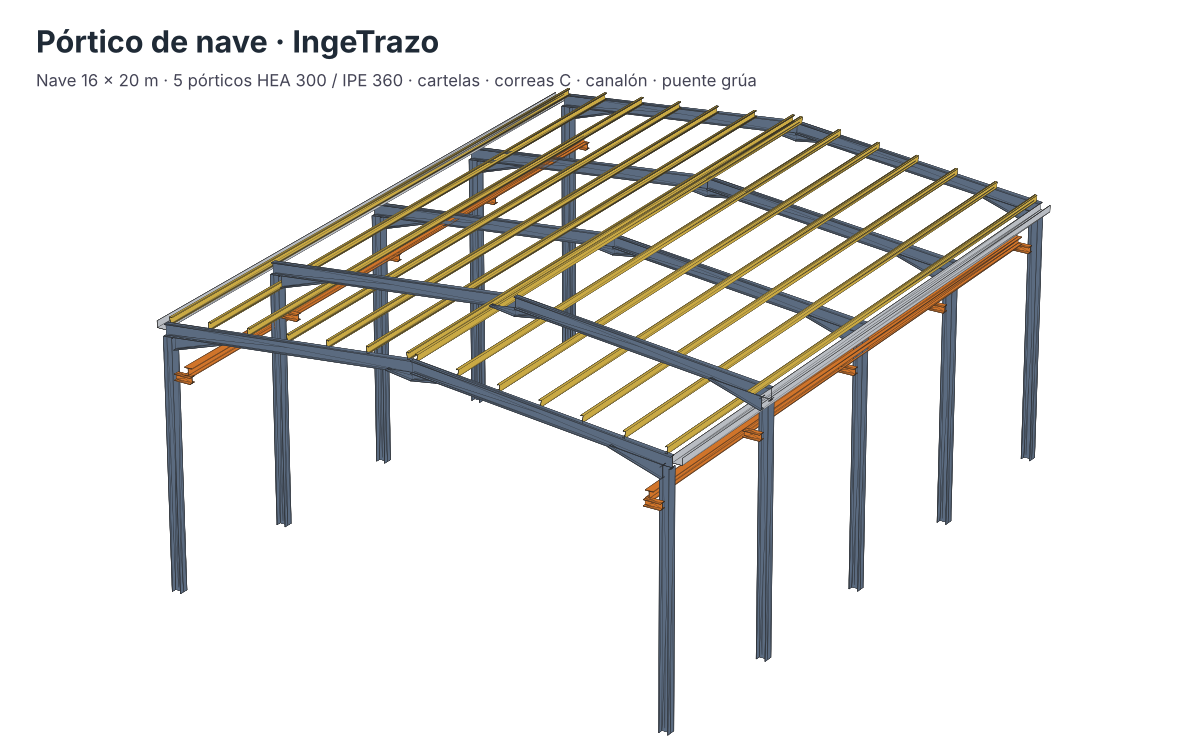 Pórtico de nave · IngeTrazo
Nave 16 × 20 m · 5 pórticos HEA 300 / IPE 360 · cartelas · correas C · canalón · puente grúa